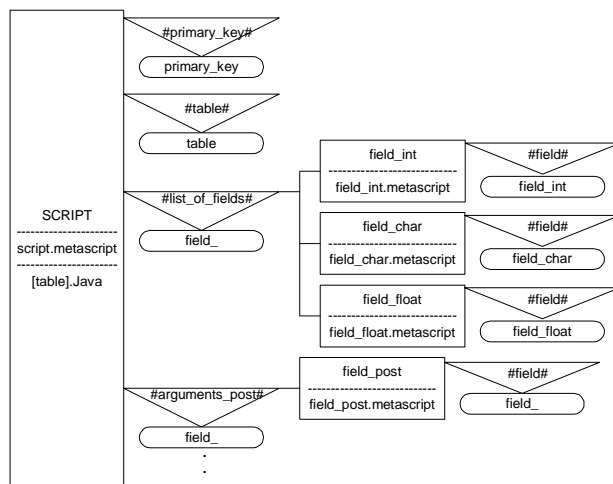 #primary_key#
primary_key
#table#
table
SCRIPT
script.metascript
[table].Java
#list_of_fields#
field_
field_int
field_int.metascript
#field#
field_int
field_char
field_char.metascript
#field#
field_char
field_float
field_float.metascript
#field#
field_float
#arguments_post#
field_
field_post
field_post.metascript
#field#
field_